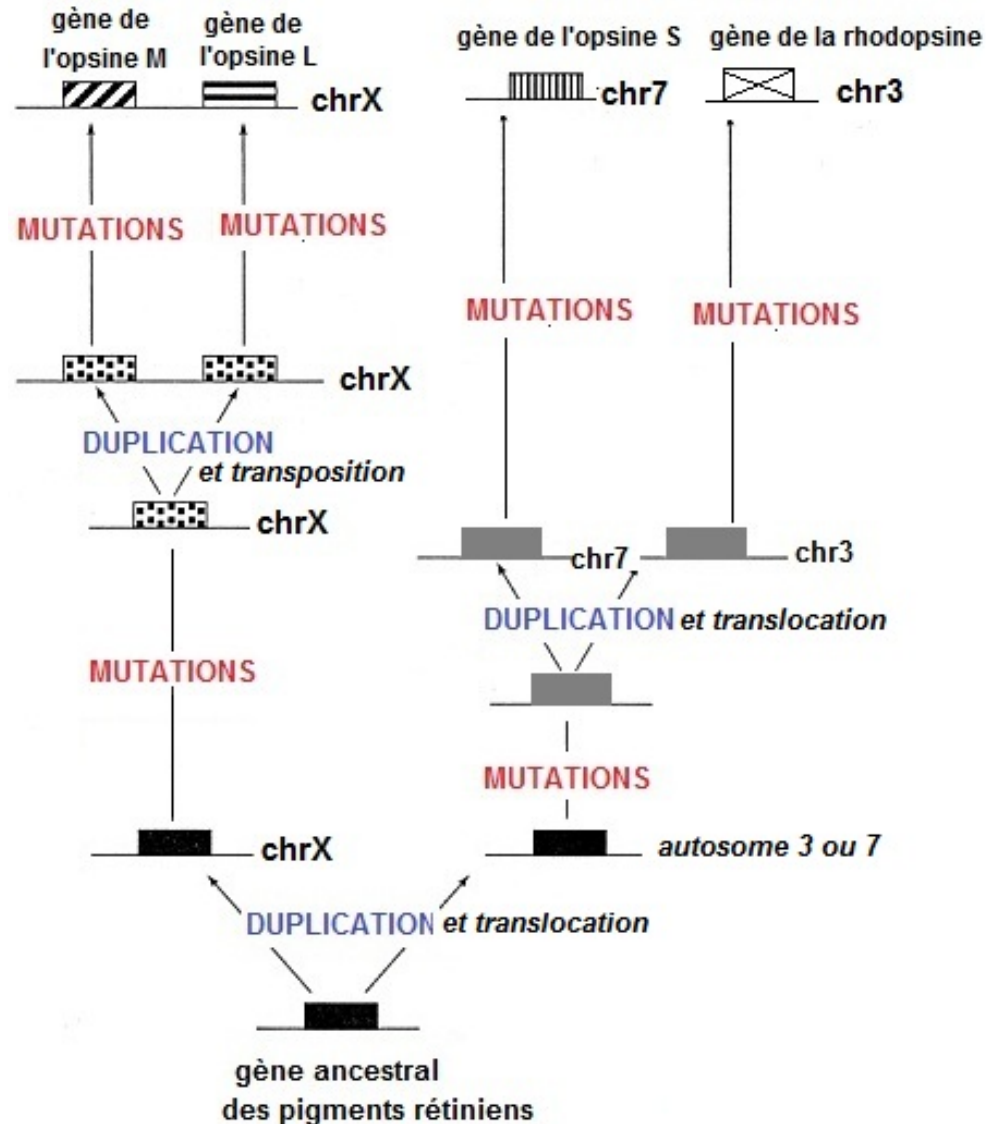 gène de
l'opsine M
gène de
l'opsine L
chrX
gène de l'opsine S
chr7
gène de la rhodopsine
chr3
MUTATIONS
MUTATIONS
MUTATIONS
MUTATIONS
chrX
DUPLICATION
et transposition
chrX
chr7
chr3
DUPLICATION et translocation
MUTATIONS
MUTATIONS
chrX
autosome 3 ou 7
DUPLICATION et translocation
gène ancestral
des pigments rétiniens